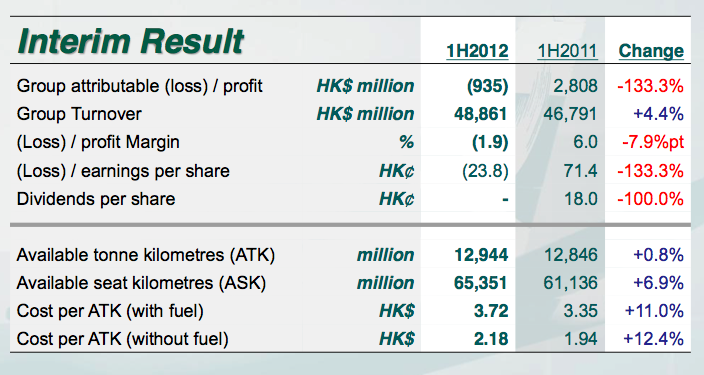 Interim Result 1H2012 1H2011 Change
Group attributable (loss) / profit HK$ million (935) 2,808 -133.3%
Group Turnover HK$ million 48,861 46,791 +4.4%
(Loss) / profit Margin % (1.9) 6.0 -7.9%pt
(Loss) / earnings per share HK¢ (23.8) 71.4 -133.3%
Dividends per share HK¢ - 18.0 -100.0%
Available tonne kilometres (ATK) million 12,944 12,846 +0.8%
Available seat kilometres (ASK) million 65,351 61,136 +6.9%
Cost per ATK (with fuel) HK$ 3.72 3.35 +11.0%
Cost per ATK (without fuel) HK$ 2.18 1.94 +12.4%